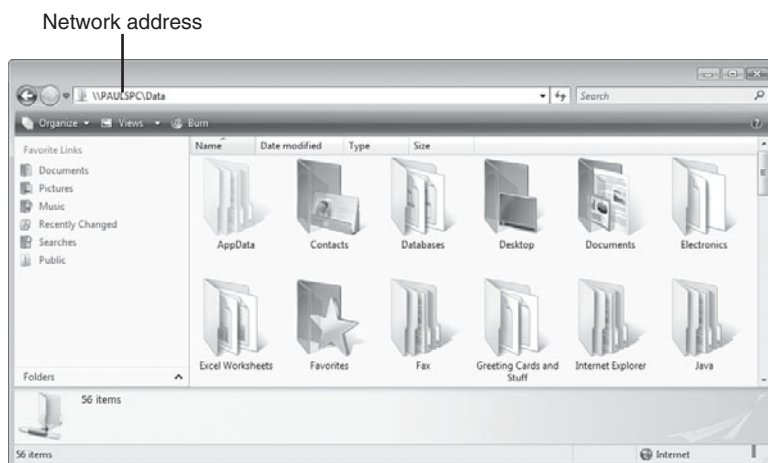 Network address
\\PAULSPC\Data
Search
Organize Views Burn
Favorite Links
Documents
Pictures
Music
Recently Changed
Searches
Public
Folders
Name Date modified Type Size
AppData Contacts Databases Desktop Documents Electronics
Excel Worksheets Favorites Fax Greeting Cards and Stuff Internet Explorer Java
56 items
56 items Internet